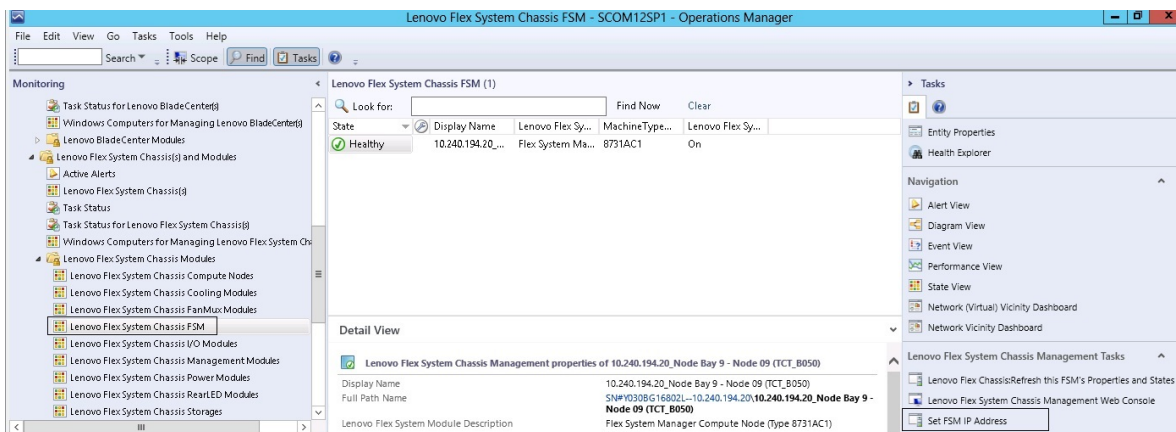 Lenovo Flex System Chassis FSM - SCOM12SP1 - Operations Manager
File Edit View Go Tasks Tools Help
Search Scope Find Tasks
Monitoring
Task Status for Lenovo BladeCenter(s)
Windows Computers for Managing Lenovo BladeCenter(s)
Lenovo BladeCenter Modules
Lenovo Flex System Chassis(s) and Modules
Active Alerts
Lenovo Flex System Chassis(s)
Task Status
Task Status for Lenovo Flex System Chassis(s)
Windows Computers for Managing Lenovo Flex System Ch
Lenovo Flex System Chassis Modules
Lenovo Flex System Chassis Compute Nodes
Lenovo Flex System Chassis Cooling Modules
Lenovo Flex System Chassis FanMux Modules
Lenovo Flex System Chassis FSM
Lenovo Flex System Chassis I/O Modules
Lenovo Flex System Chassis Management Modules
Lenovo Flex System Chassis Power Modules
Lenovo Flex System Chassis RearLED Modules
Lenovo Flex System Chassis Storages
Lenovo Flex System Chassis FSM (1)
Look for: Find Now Clear
State Display Name Lenovo Flex Sy... MachineType... Lenovo Flex Sy...
Healthy 10.240.194.20_... Flex System Ma... 8731AC1 On
Detail View
Lenovo Flex System Chassis Management properties of 10.240.194.20_Node Bay 9 - Node 09 (TCT_B050)
Display Name 10.240.194.20_Node Bay 9 - Node 09 (TCT_B050)
Full Path Name SN#Y030BG16802L--10.240.194.20\10.240.194.20_Node Bay 9 -
Node 09 (TCT_B050)
Lenovo Flex System Module Description Flex System Manager Compute Node (Type 8731AC1)
Tasks
Entity Properties
Health Explorer
Navigation
Alert View
Diagram View
Event View
Performance View
State View
Network (Virtual) Vicinity Dashboard
Network Vicinity Dashboard
Lenovo Flex System Chassis Management Tasks
Lenovo Flex Chassis:Refresh this FSM's Properties and States
Lenovo Flex System Chassis Management Web Console
Set FSM IP Address